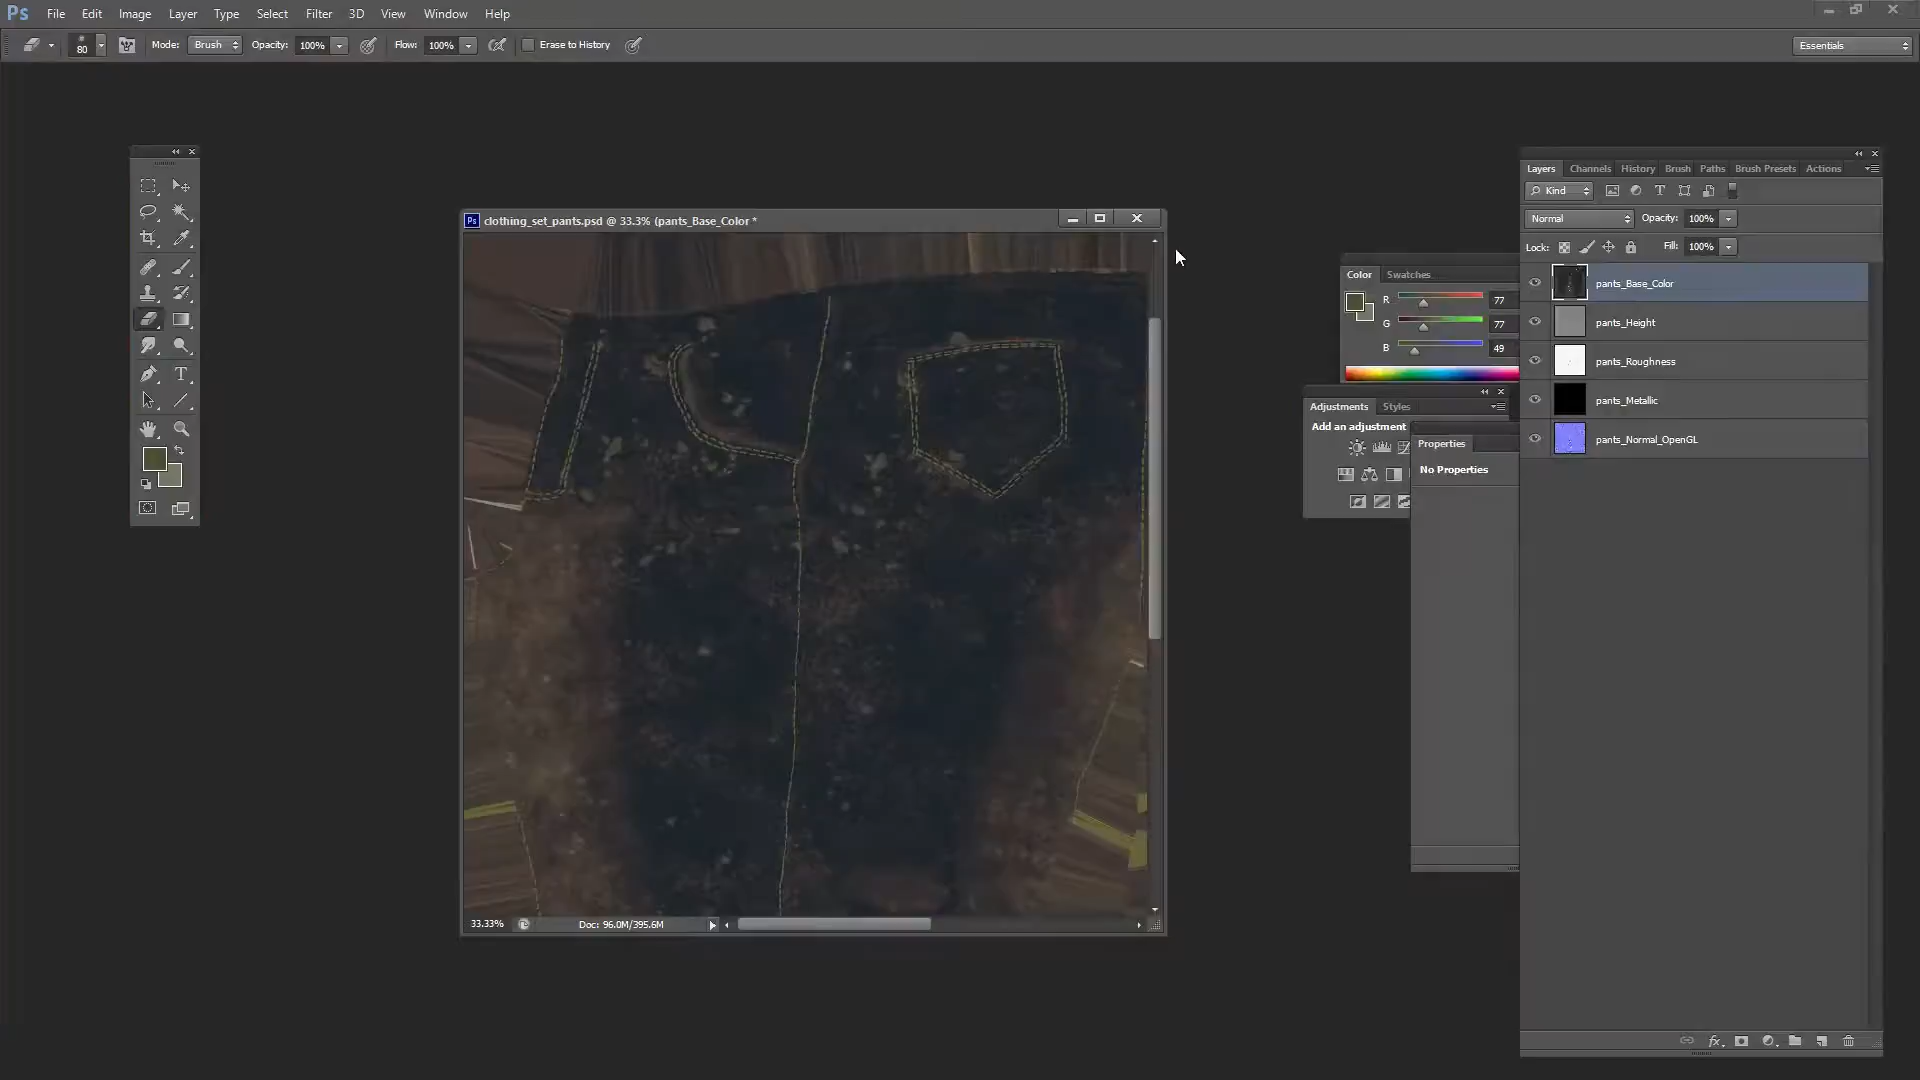 Ps File Edit Image Layer Type Select Filter 3D View Window Help
80 Mode: Brush Opacity: 100% Flow: 100% Erase to History Essentials
Layers Channels History Brush Paths Brush Presets Actions
Kind
Normal Opacity: 100%
Lock: Fill: 100%
Ps clothing_set_pants.psd @ 33.3% (pants_Base_Color *
Color Swatches
R 77
G 77
B 49
pants_Base_Color
pants_Height
pants_Roughness
pants_Metallic
pants_Normal_OpenGL
Adjustments Styles
Add an adjustment
Properties
No Properties
33.33% Doc: 96.0M/395.6M
fx